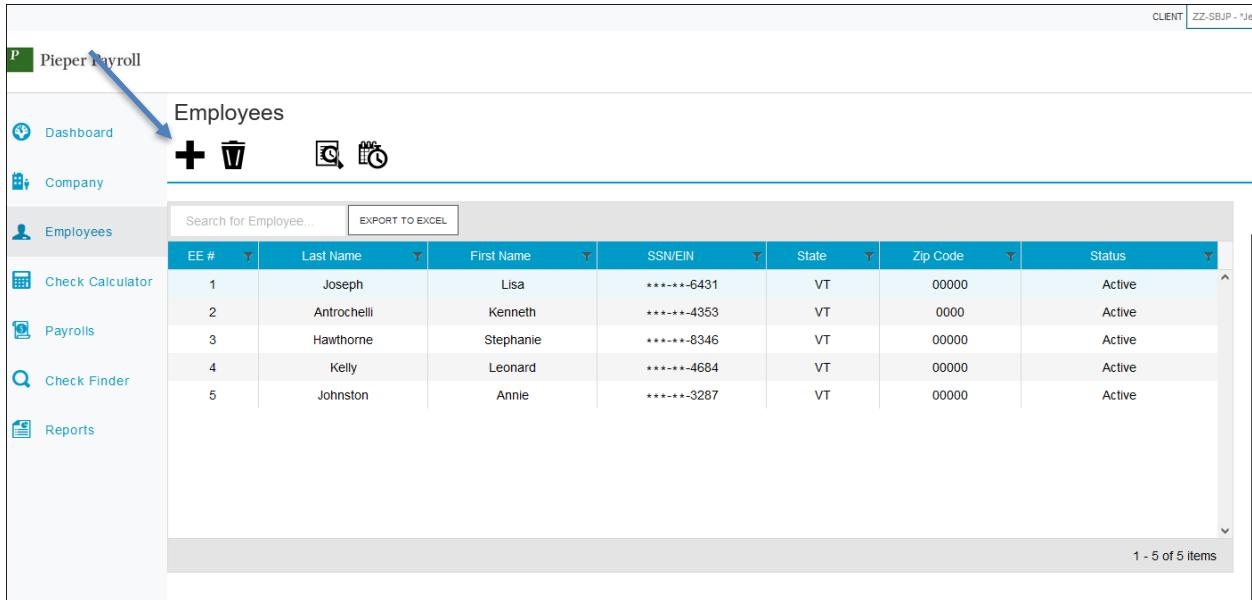 CLIENT ZZ-SBJP - "Je
P Pieper Payroll
Employees
Dashboard
Company
Employees
Check Calculator
Payrolls
Check Finder
Reports
Search for Employee... EXPORT TO EXCEL
EE # Last Name First Name SSN/EIN State Zip Code Status
1 Joseph Lisa ***-**-6431 VT 00000 Active
2 Antrochelli Kenneth ***-**-4353 VT 0000 Active
3 Hawthorne Stephanie ***-**-8346 VT 00000 Active
4 Kelly Leonard ***-**-4684 VT 00000 Active
5 Johnston Annie ***-**-3287 VT 00000 Active
1 - 5 of 5 items